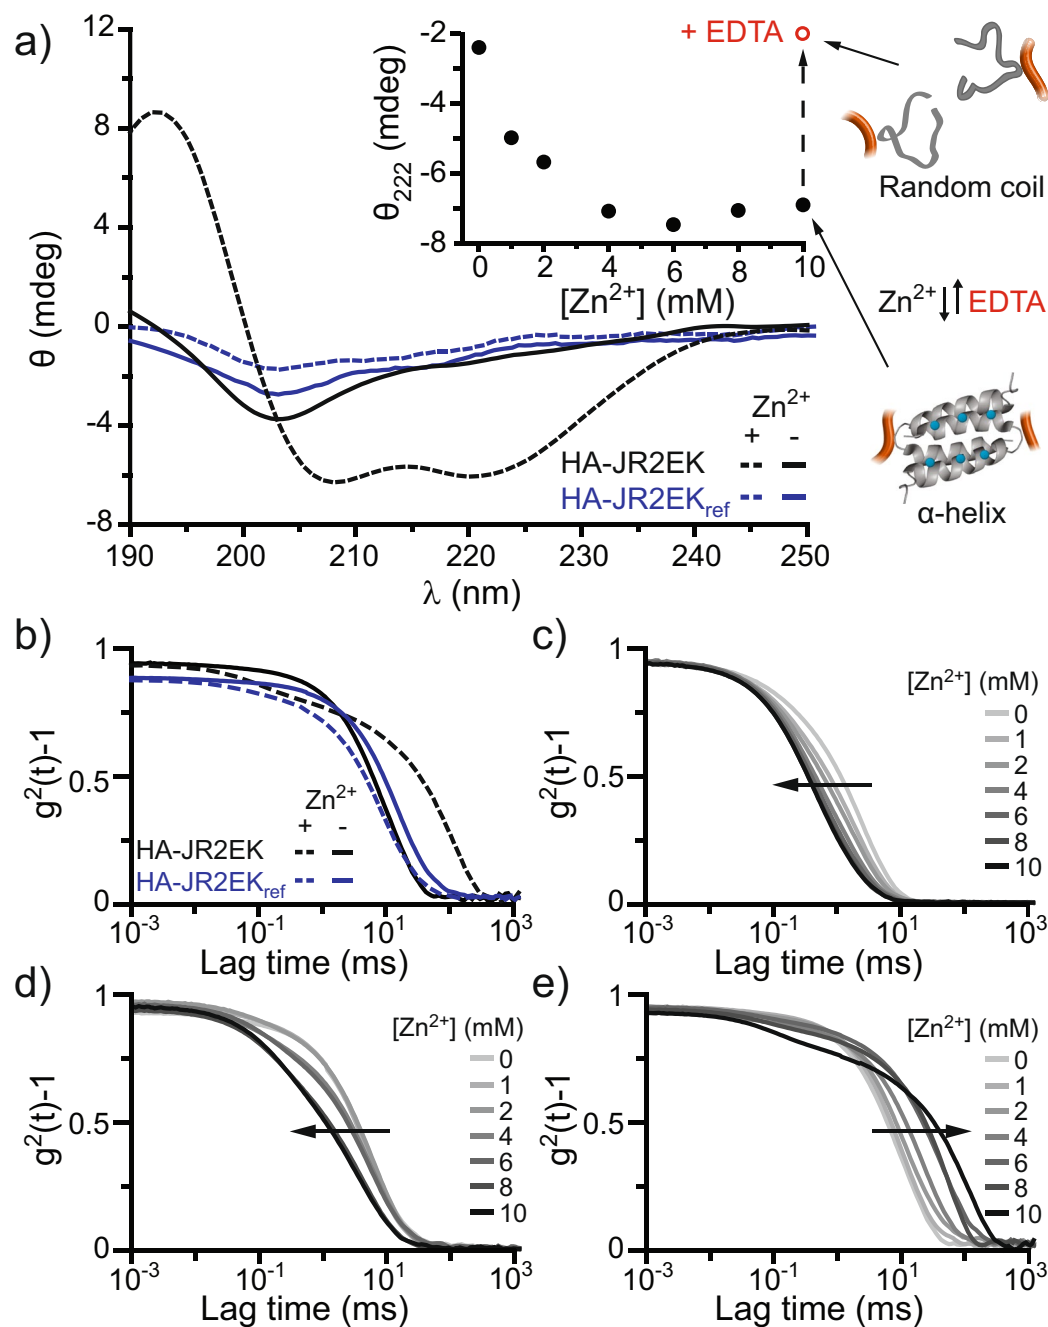 a)
12
8
4
0
-4
-8
θ (mdeg)
190
200
210
220
230
240
250
λ (nm)
-2
-4
-6
-8
θ222 (mdeg)
0
2
4
6
8
10
[Zn2+] (mM)
+ EDTA
Zn2+
+ -
HA-JR2EK
HA-JR2EKref
Random coil
Zn2+ EDTA
α-helix
b)
1
0.5
0
g2(t)-1
Zn2+
+ -
HA-JR2EK
HA-JR2EKref
10-3
10-1
101
103
Lag time (ms)
c)
1
0.5
0
g2(t)-1
[Zn2+] (mM)
0
1
2
4
6
8
10
10-3
10-1
101
103
Lag time (ms)
d)
1
0.5
0
g2(t)-1
[Zn2+] (mM)
0
1
2
4
6
8
10
10-3
10-1
101
103
Lag time (ms)
e)
1
0.5
0
g2(t)-1
[Zn2+] (mM)
0
1
2
4
6
8
10
10-3
10-1
101
103
Lag time (ms)